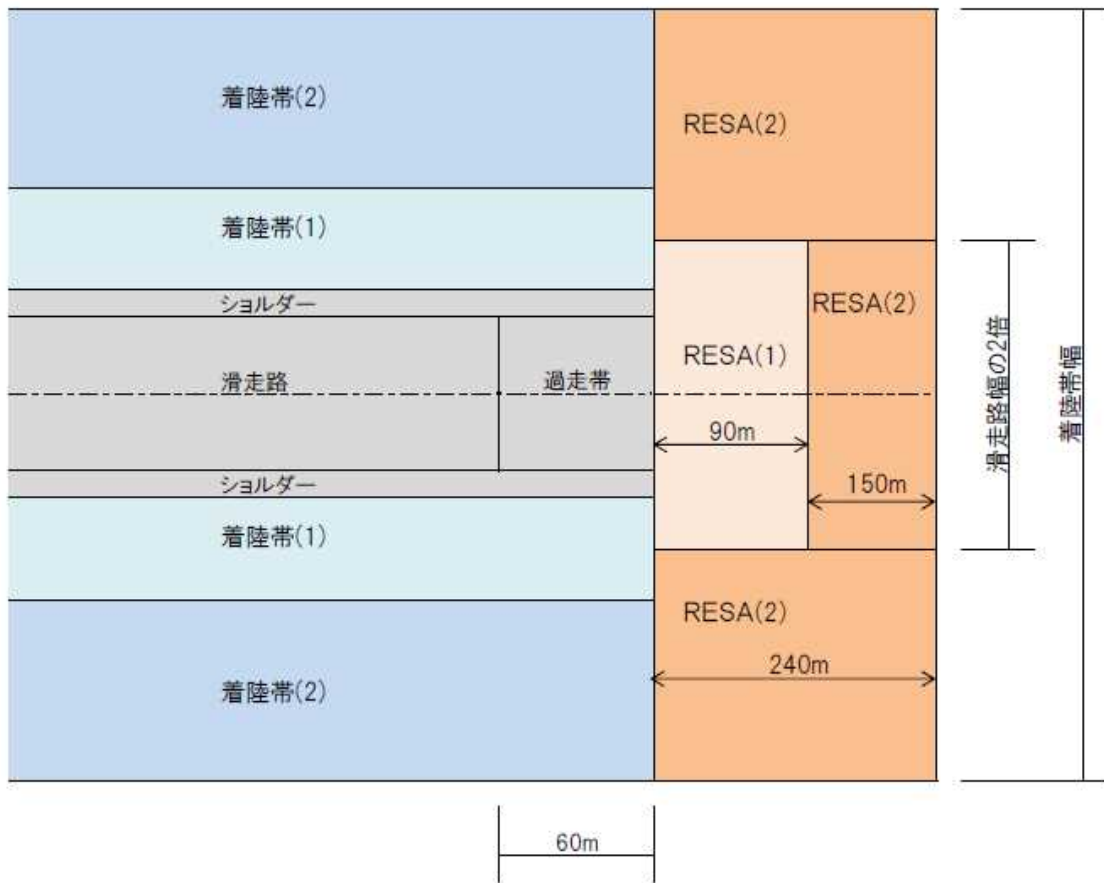 着陸帯(2)
RESA(2)
着陸帯(1)
ショルダー
RESA(2)
RESA(1)
滑走路
過走帯
90m
150m
ショルダー
着陸帯(1)
RESA(2)
240m
着陸帯(2)
60m
滑走路幅の2倍
着陸帯幅